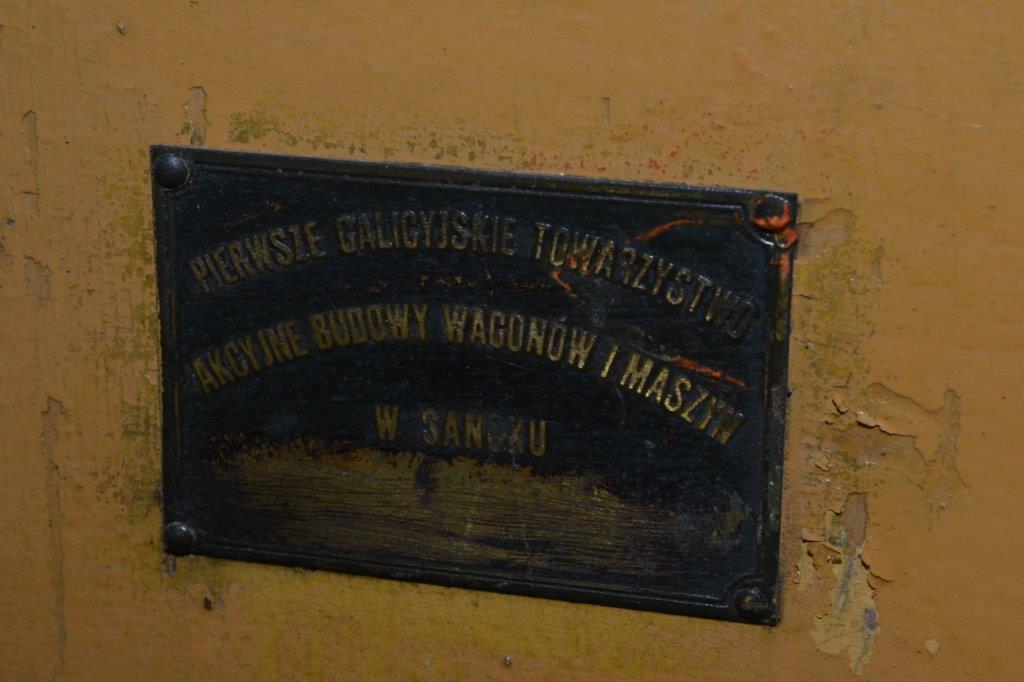 PIERWSZE GALICYJSKIE TOWARZYSTWO
AKCYJNE BUDOWY WAGONÓW I MASZYN
W SANOKU